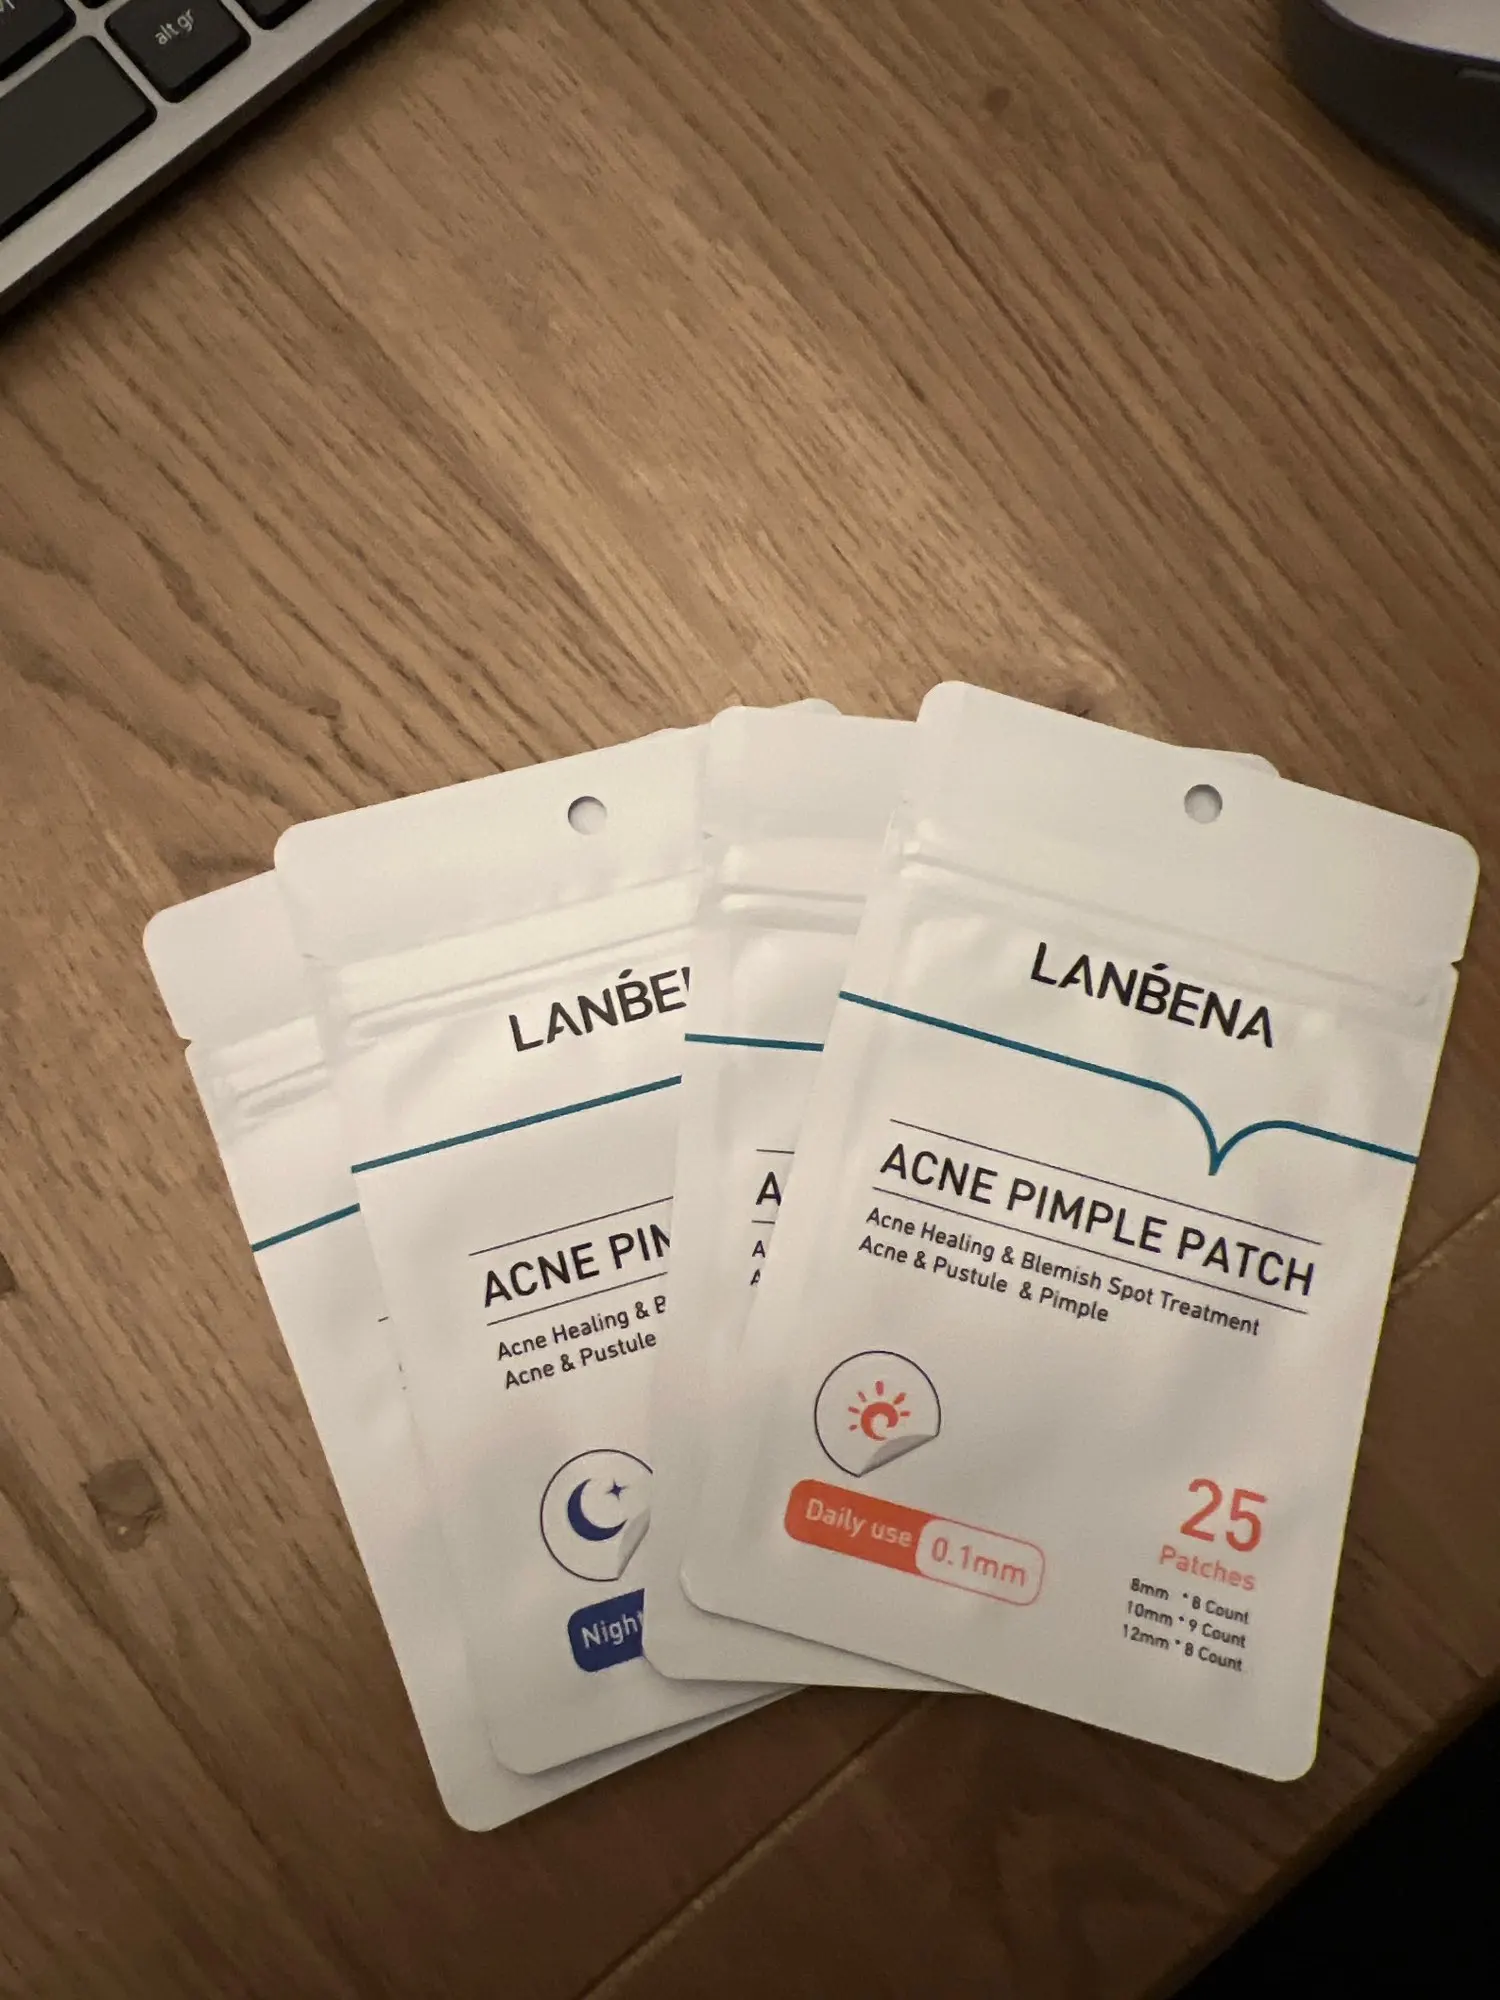 alt gr
LANBENA
ACNE PIMPLE PATCH
Acne Healing & Blemish Spot Treatment
Acne & Pustule & Pimple
Daily use 0.1mm
25
Patches
8mm * 8 Count
10mm * 9 Count
12mm * 8 Count
LANBE
ACNE PIM
Acne Healing & B
Acne & Pustule
Night
A
A
A